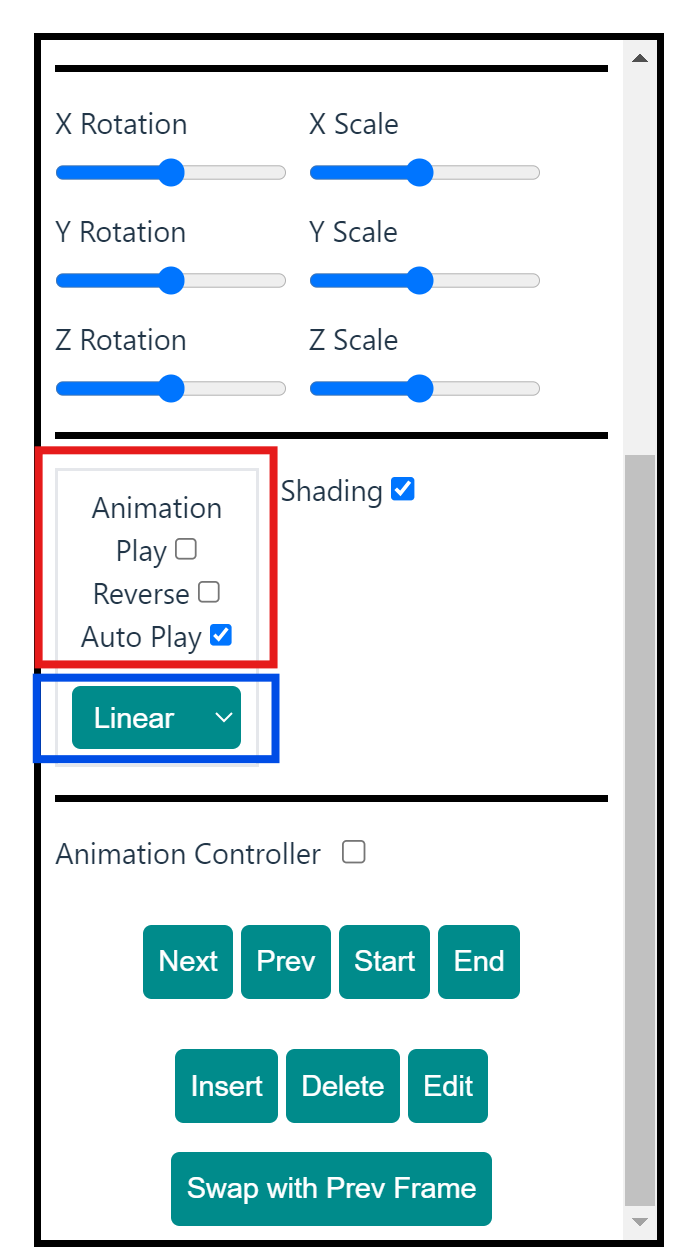 X Rotation X Scale
Y Rotation Y Scale
Z Rotation Z Scale
Animation
Shading
Play
Reverse
Auto Play
Linear
Animation Controller
Next Prev Start End
Insert Delete Edit
Swap with Prev Frame